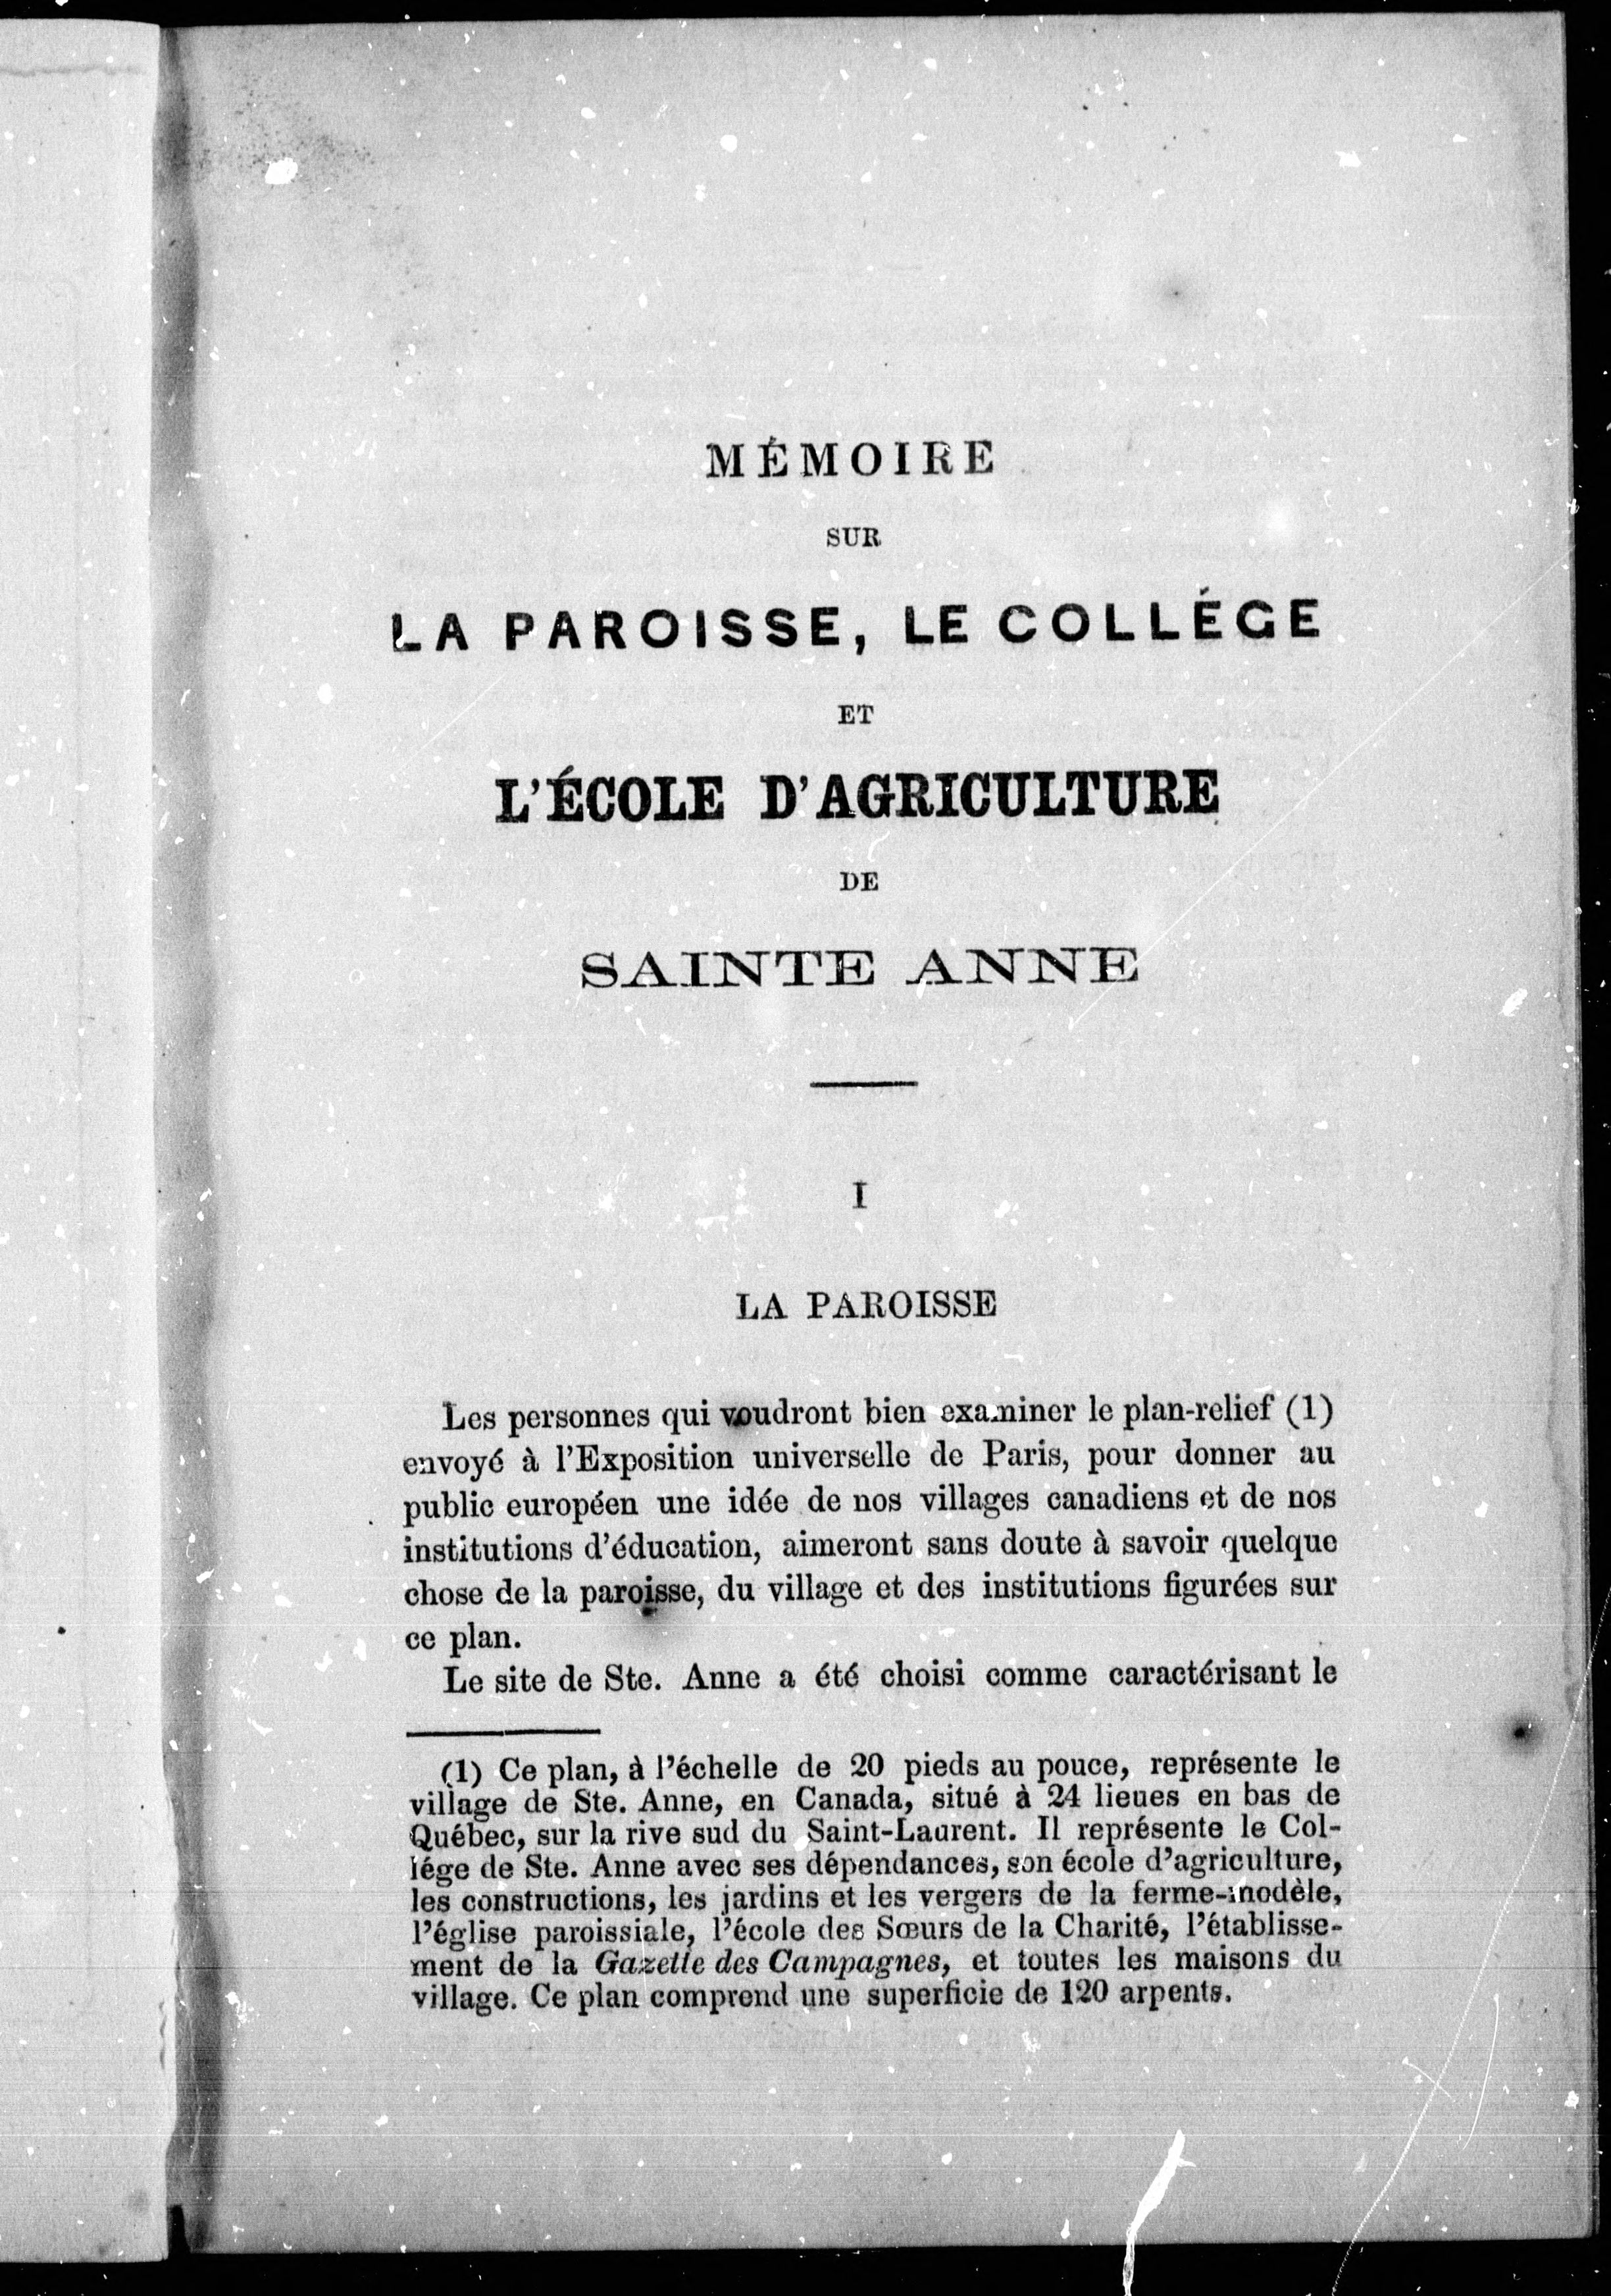 MÉMOIRE
SUR
LA PAROISSE, LE COLLÉGE
ET
L'ÉCOLE D'AGRICULTURE
DE
SAINTE ANNE
I
LA PAROISSE
Les personnes qui voudront bien examiner le plan-relief (1)
envoyé à l'Exposition universelle de Paris, pour donner au
public européen une idée de nos villages canadiens et de nos
institutions d'éducation, aimeront sans doute à savoir quelque
chose de la paroisse, du village et des institutions figurées sur
ce plan.
Le site de Ste. Anne a été choisi comme caractérisant le
(1) Ce plan, à l'échelle de 20 pieds au pouce, représente le
village de Ste. Anne, en Canada, situé à 24 lieues en bas de
Québec, sur la rive sud du Saint-Laurent. Il représente le Col-
lége de Ste. Anne avec ses dépendances, son école d'agriculture,
les constructions, les jardins et les vergers de la ferme-modèle,
l'église paroissiale, l'école des Sœurs de la Charité, l'établisse-
ment de la Gazette des Campagnes, et toutes les maisons du
village. Ce plan comprend une superficie de 120 arpents.